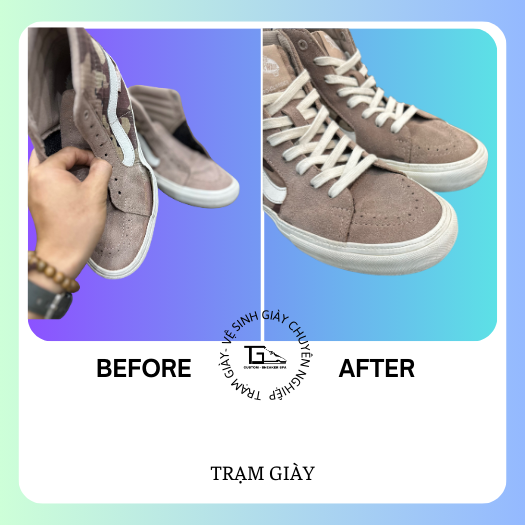 BEFORE
AFTER
TRẠM GIÀY - VỆ SINH GIÀY CHUYÊN NGHIỆP
TG
CUSTOM - SNEAKER SPA
TRẠM GIÀY